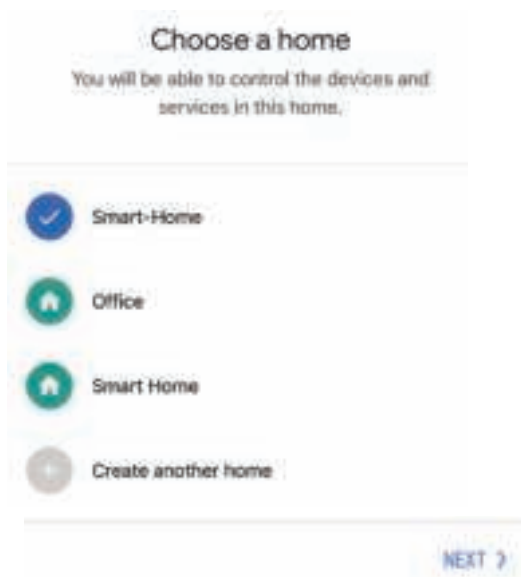 Choose a home
You will be able to control the devices and
services in this home.
Smart-Home
Office
Smart Home
Create another home
NEXT >